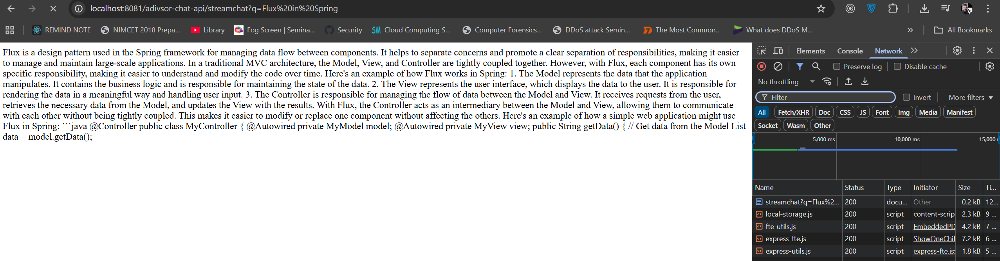 localhost:8081/adivsor-chat-api/streamchat?q=Flux%20in%20Spring
REMIND NOTE NIMCET 2018 Prepa... Library Fog Screen | Semina... Security Cloud Computing S... Computer Forensics... DDoS attack Semin... The Most Common... What does DDoS M... » All Bookmarks
Flux is a design pattern used in the Spring framework for managing data flow between components. It helps to separate concerns and promote a clear separation of responsibilities, making it easier
to manage and maintain large-scale applications. In a traditional MVC architecture, the Model, View, and Controller are tightly coupled together. However, with Flux, each component has its own
specific responsibility, making it easier to understand and modify the code over time. Here's an example of how Flux works in Spring: 1. The Model represents the data that the application
manipulates. It contains the business logic and is responsible for maintaining the state of the data. 2. The View represents the user interface, which displays the data to the user. It is responsible for
rendering the data in a meaningful way and handling user input. 3. The Controller is responsible for managing the flow of data between the Model and View. It receives requests from the user,
retrieves the necessary data from the Model, and updates the View with the results. With Flux, the Controller acts as an intermediary between the Model and View, allowing them to communicate
with each other without being tightly coupled. This makes it easier to modify or replace one component without affecting the others. Here's an example of how a simple web application might use
Flux in Spring: ```java @Controller public class MyController { @Autowired private MyModel model; @Autowired private MyView view; public String getData() { // Get data from the Model List
data = model.getData();
Elements Console Network »
Preserve log Disable cache
No throttling
Filter Invert More filters
All Fetch/XHR Doc CSS JS Font Img Media Manifest
Socket Wasm Other
5,000 ms 10,000 ms 15,000
Name Status Type Initiator Size Ti...
streamchat?q=Flux%2... 200 docu... Other 0.2 kB 12...
local-storage.js 200 script content-scrip 2.3 kB 9 ...
fte-utils.js 200 script EmbeddedPD 4.2 kB 7 ...
express-fte.js 200 script ShowOneChil 7.2 kB 6 ...
express-utils.js 200 script express-fte.js: 1.8 kB 5 ...